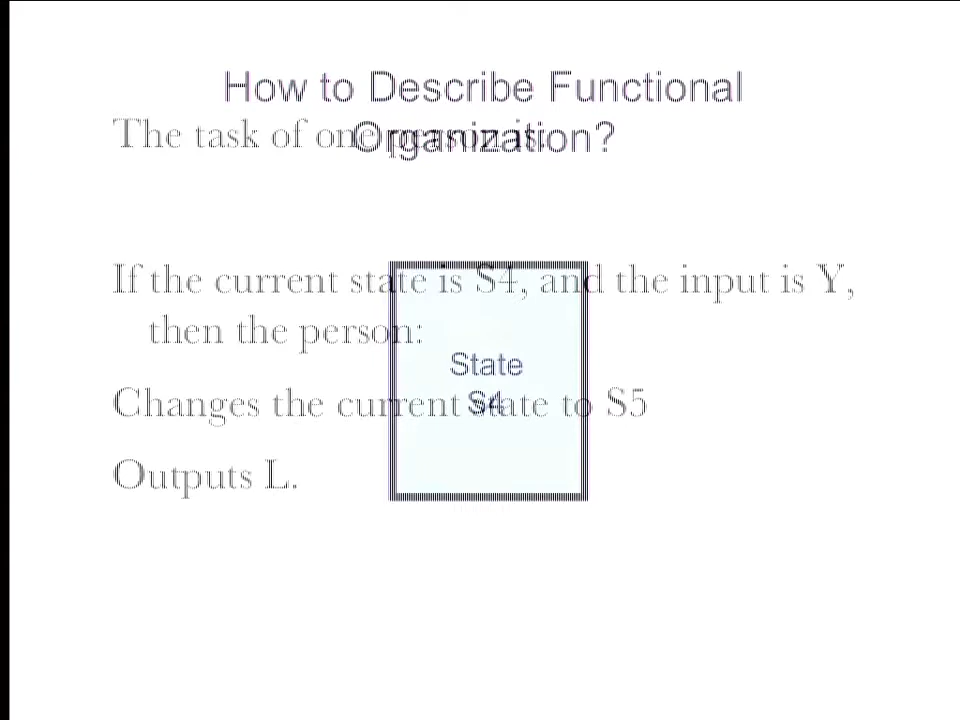 How to Describe Functional
Organization?
The task of one person is:
If the current state is S4, and the input is Y,
then the person:
Changes the current state to S5
Outputs L.
State
S4